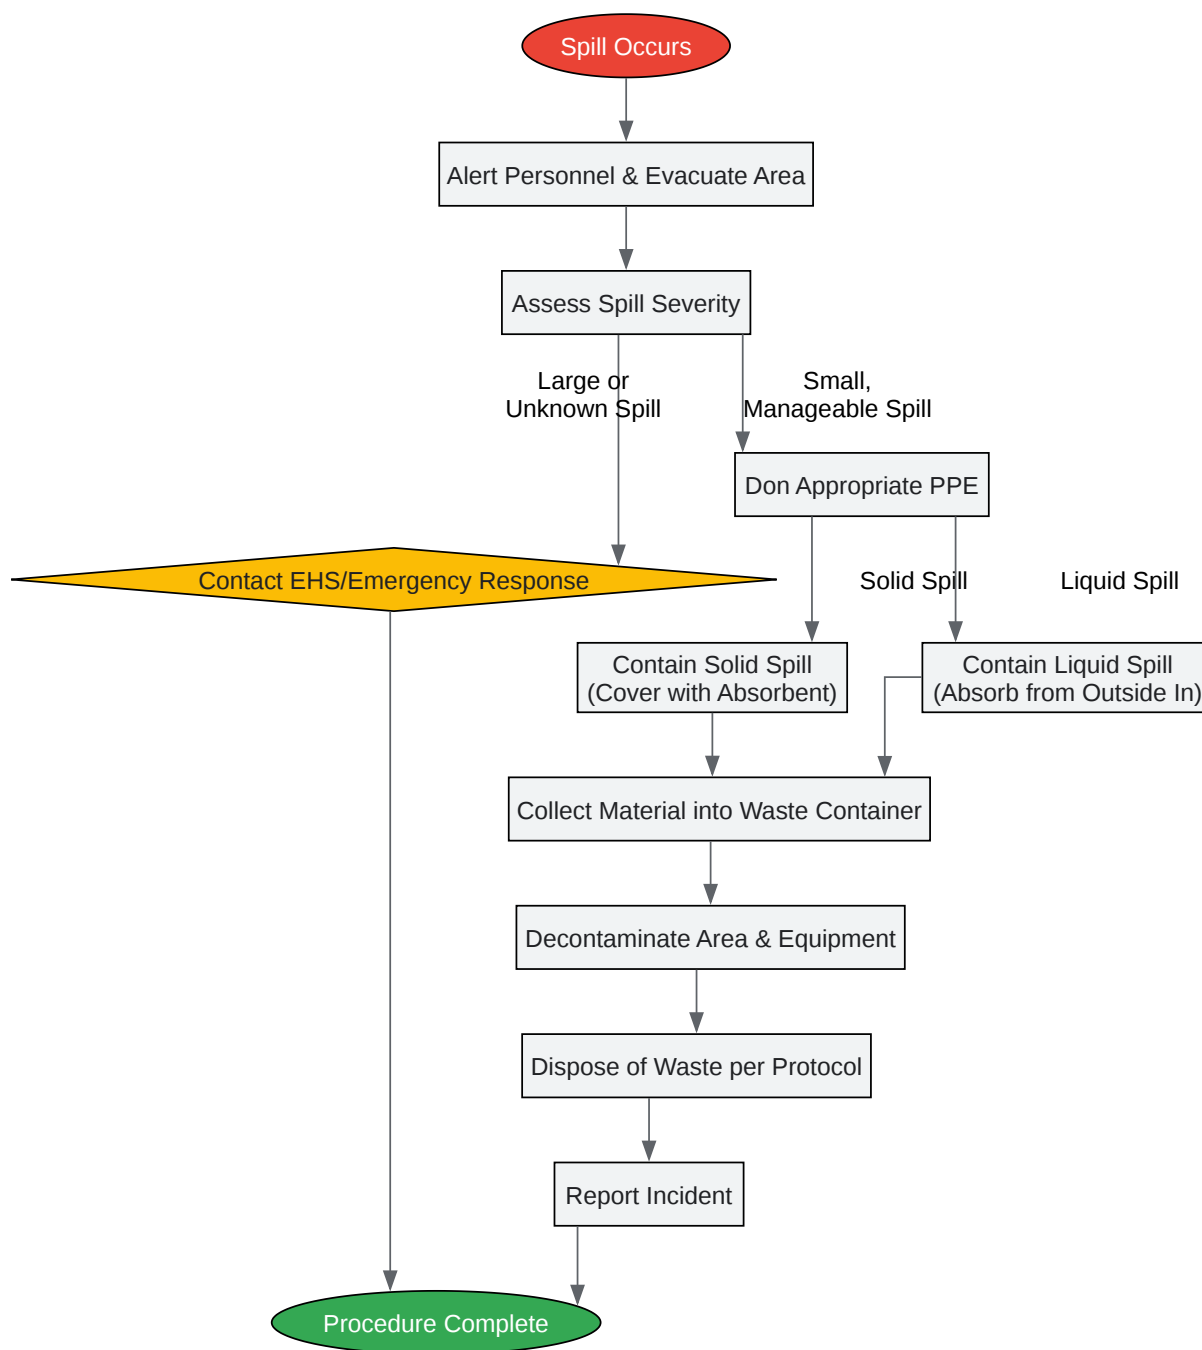 Spill Occurs
Alert Personnel & Evacuate Area
Assess Spill Severity
Large or
Unknown Spill
Small,
Manageable Spill
Don Appropriate PPE
Contact EHS/Emergency Response
Solid Spill
Liquid Spill
Contain Solid Spill
(Cover with Absorbent)
Contain Liquid Spill
(Absorb from Outside In)
Collect Material into Waste Container
Decontaminate Area & Equipment
Dispose of Waste per Protocol
Report Incident
Procedure Complete